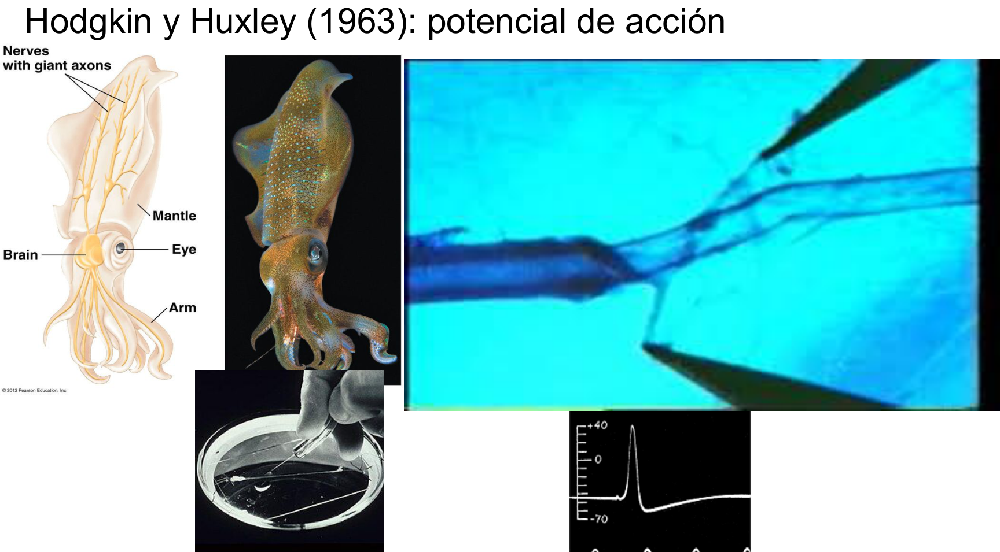 Hodgkin y Huxley (1963): potencial de acción
Nerves
with giant axons
Mantle
Eye
Brain
Arm
© 2012 Pearson Education, Inc.
+40
0
-70